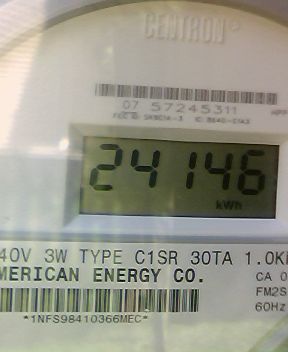 CENTRON®
07 57245311
24146
kWh
40V 3W TYPE C1SR 30TA 1.0K
MERICAN ENERGY CO.
CA 0
FM2S
60Hz
*1NFS98410366MEC*